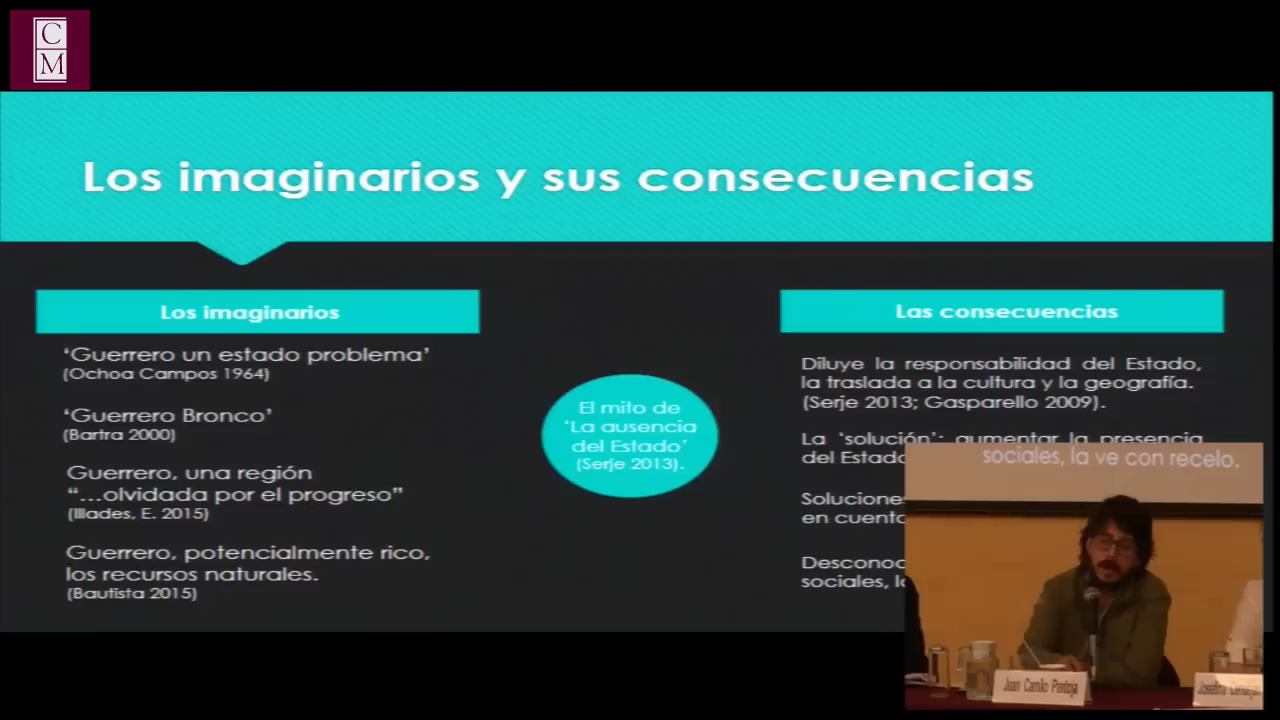 C
M
Los imaginarios y sus consecuencias
Los imaginarios
‘Guerrero un estado problema’
(Ochoa Campos 1964)
‘Guerrero Bronco’
(Bartra 2000)
Guerrero, una región
“...olvidada por el progreso”
(Illades, E. 2015)
Guerrero, potencialmente rico,
los recursos naturales.
(Bautista 2015)
El mito de
‘La ausencia
del Estado’
(Serje 2013).
Las consecuencias
Diluye la responsabilidad del Estado,
la traslada a la cultura y la geografía.
(Serje 2013; Gasparello 2009).
La ‘solución’: aumentar la presencia
del Estado
Soluciones
en cuenta
sociales,
sociales, la ve con recelo.
Juan Camilo Pantoja
Josefina